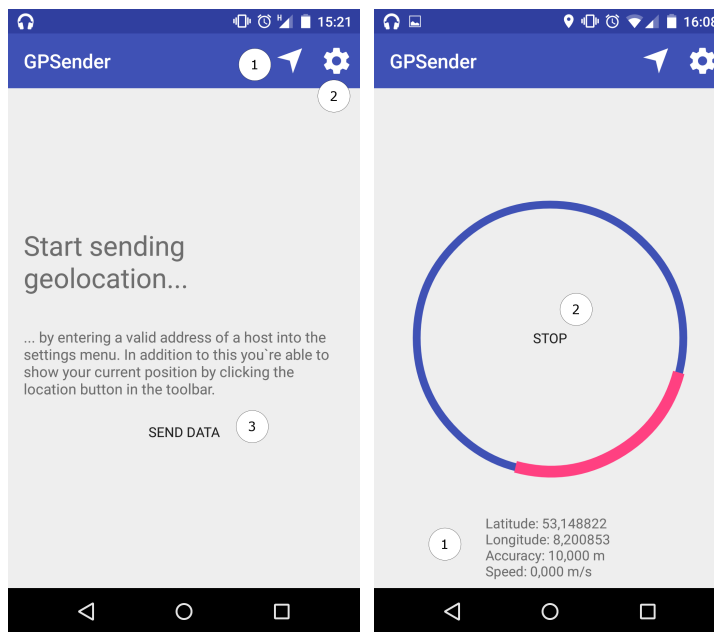 15:21
GPSender
1
2
Start sending
geolocation...
... by entering a valid address of a host into the
settings menu. In addition to this you`re able to
show your current position by clicking the
location button in the toolbar.
SEND DATA
3
16:08
GPSender
2
STOP
1
Latitude: 53,148822
Longitude: 8,200853
Accuracy: 10,000 m
Speed: 0,000 m/s